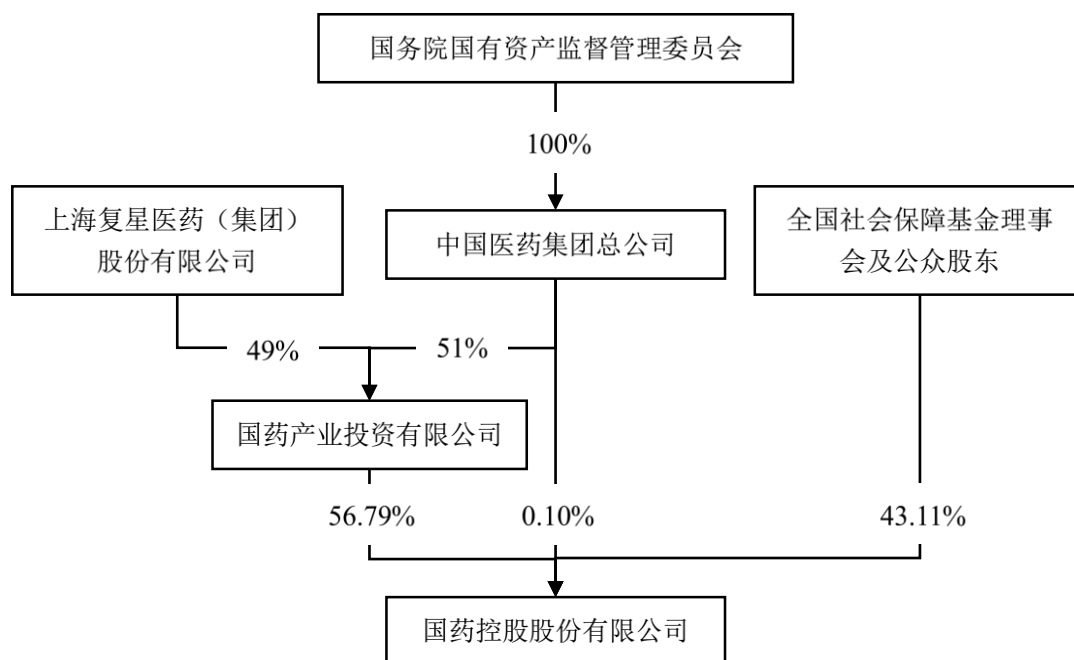 国务院国有资产监督管理委员会
100%
上海复星医药（集团）
股份有限公司
中国医药集团总公司
全国社会保障基金理事
会及公众股东
49%
51%
国药产业投资有限公司
56.79%
0.10%
43.11%
国药控股股份有限公司